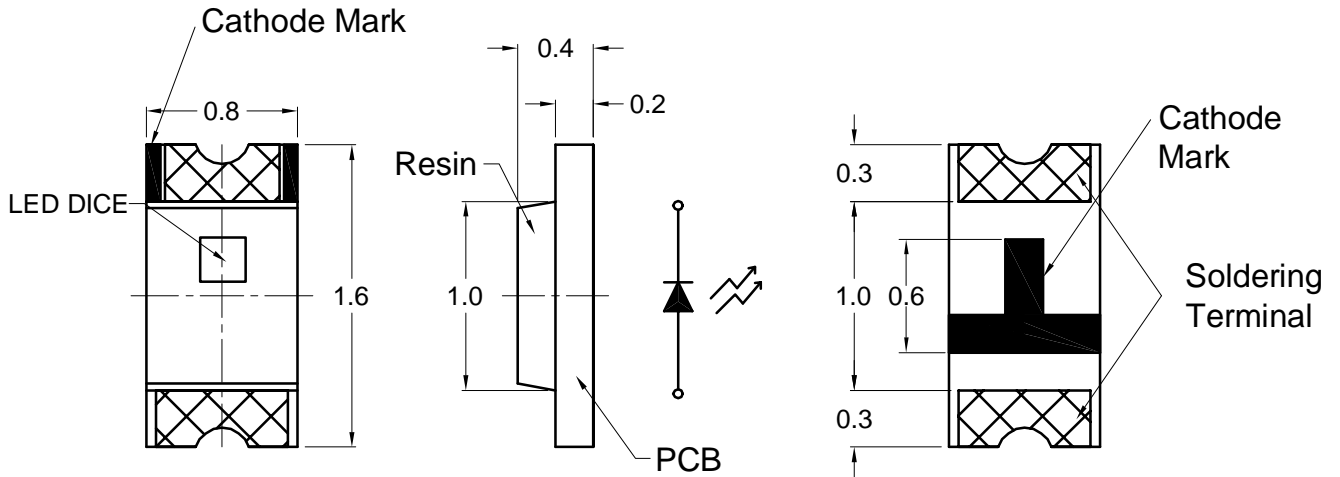 Cathode Mark
0.8
LED DICE
1.6
0.4
0.2
Resin
1.0
PCB
Cathode
Mark
0.3
1.0
0.6
0.3
Soldering
Terminal